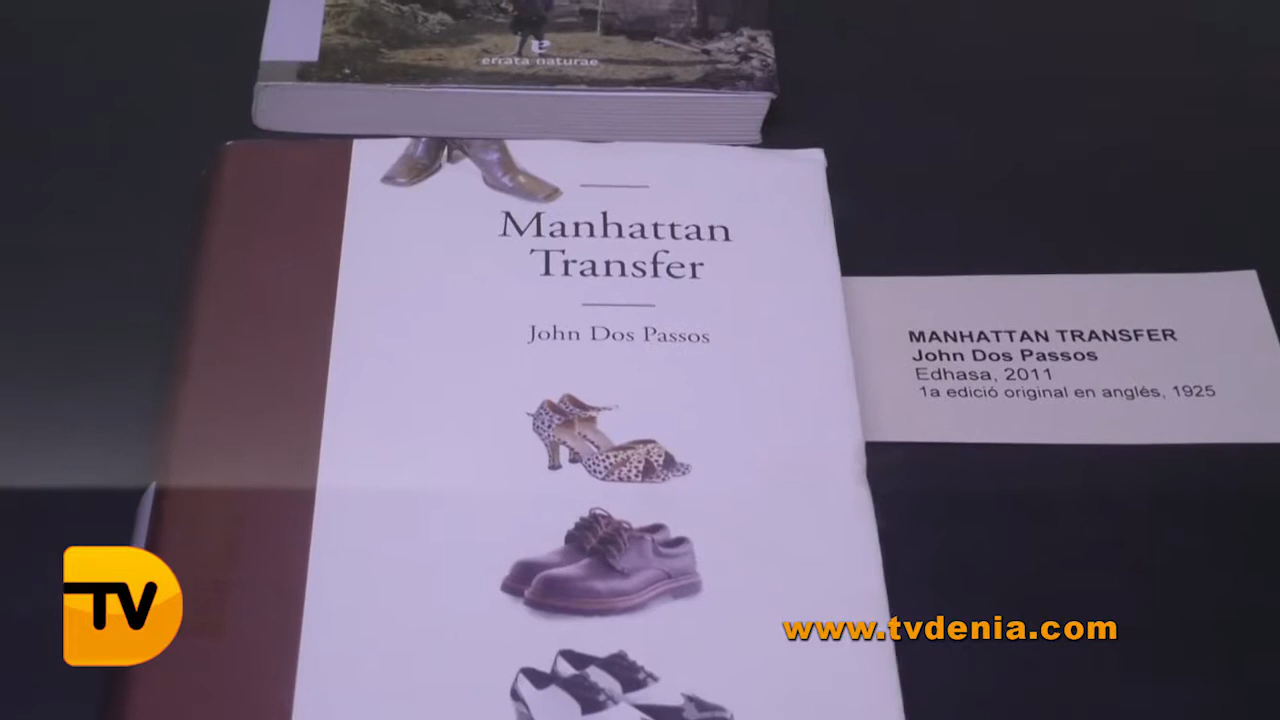 errata naturae
Manhattan
Transfer
John Dos Passos
MANHATTAN TRANSFER
John Dos Passos
Edhasa, 2011
1a edició original en anglés, 1925
TV
www.tvdenia.com